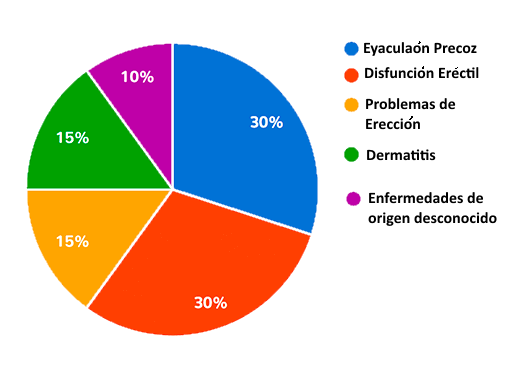 10%
30%
15%
15%
30%
Eyaculaón Precoz
Disfunción Eréctil
Problemas de
Erección
Dermatitis
Enfermedades de
origen desconocido